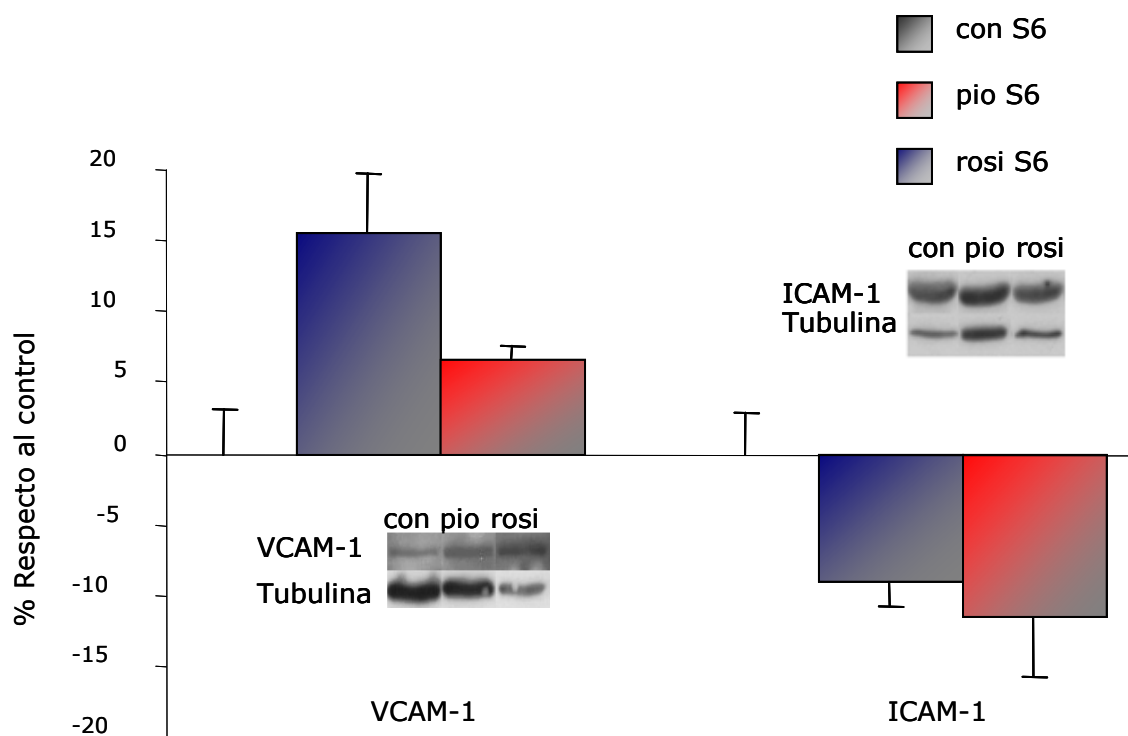 con S6
pio S6
rosi S6
20
15
10
5
0
-5
-10
-15
-20
% Respecto al control
con pio rosi
ICAM-1
Tubulina
con pio rosi
VCAM-1
Tubulina
VCAM-1
ICAM-1